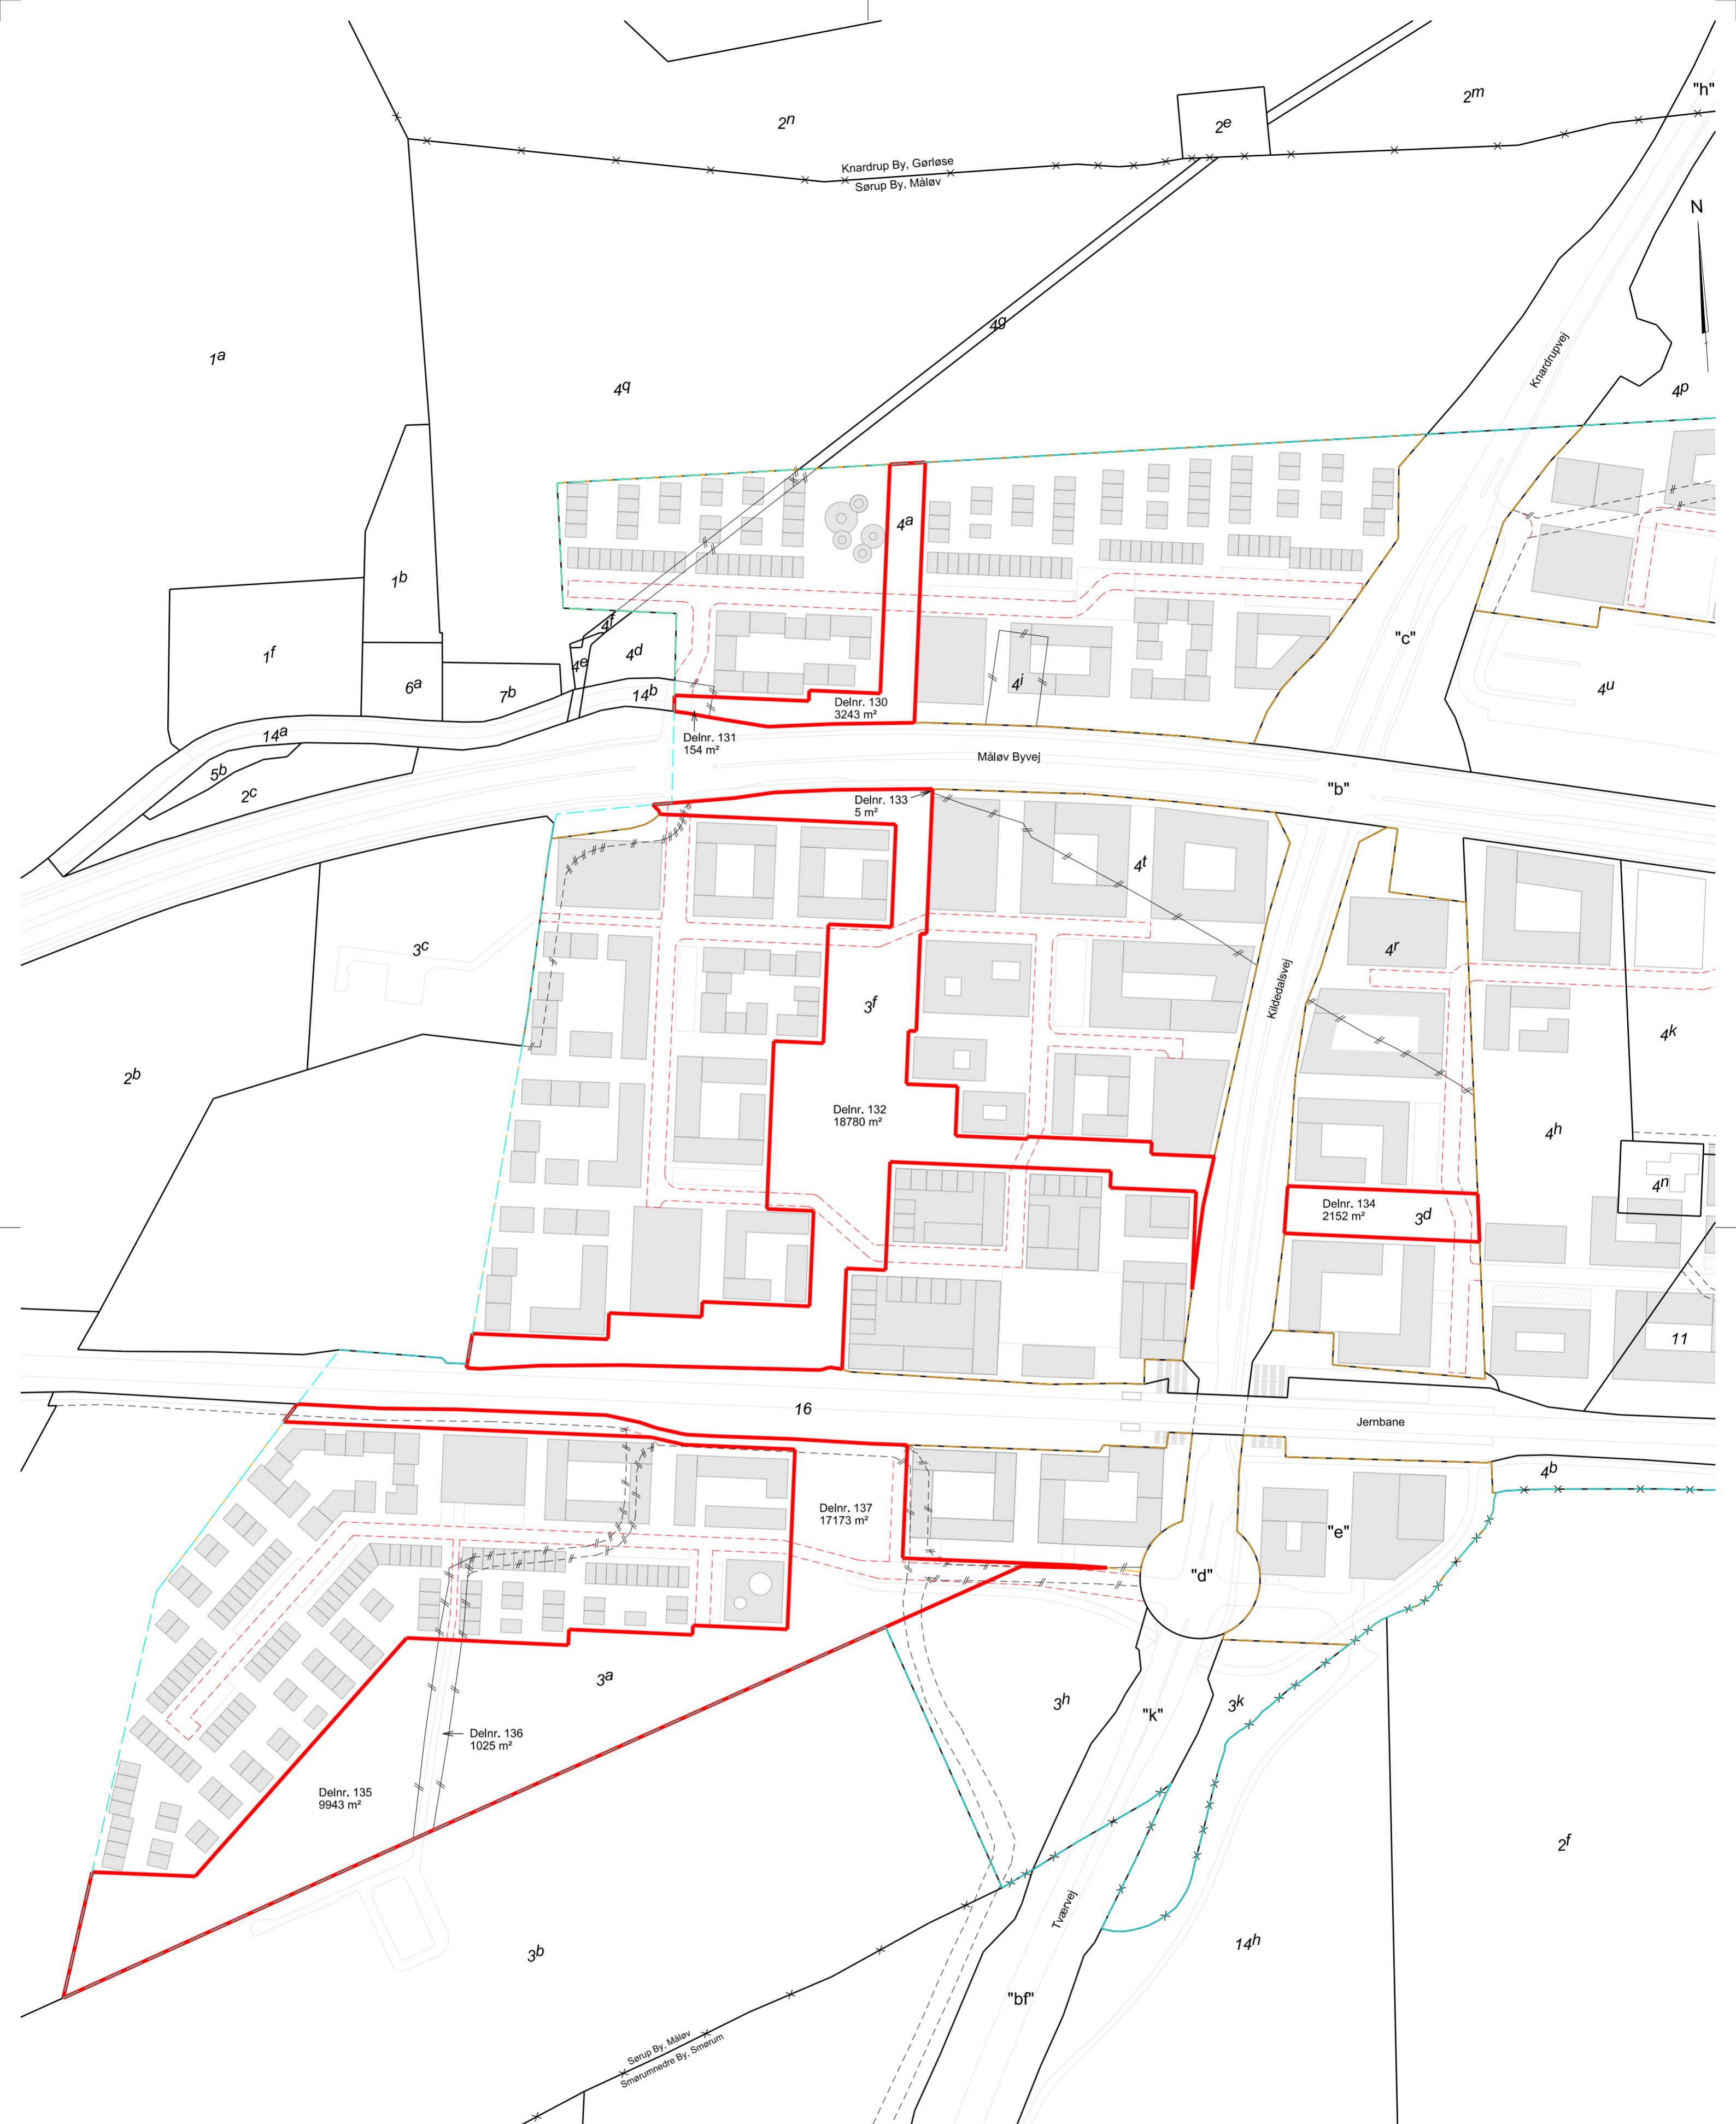 "h"
2m
2n
2e
Knardrup By, Gørløse
Sørup By, Måløv
N
4g
Knardrupvej
1a
4q
4p
4a
1b
4f
"c"
1f
4d
4e
6a
7b
14b
4i
4u
Delnr. 130
3243 m²
14a
Delnr. 131
154 m²
Måløv Byvej
5b
2c
"b"
Delnr. 133
5 m²
4t
3c
4r
Kildedalsvej
3f
4k
2b
Delnr. 132
18780 m²
4h
4n
Delnr. 134
2152 m²
3d
11
16
Jernbane
4b
Delnr. 137
17173 m²
"e"
"d"
3a
3h
3k
"k"
Delnr. 136
1025 m²
Delnr. 135
9943 m²
2f
Tværvej
3b
14h
"bf"
Sørup By, Måløv
Smørumnedre By, Smørum